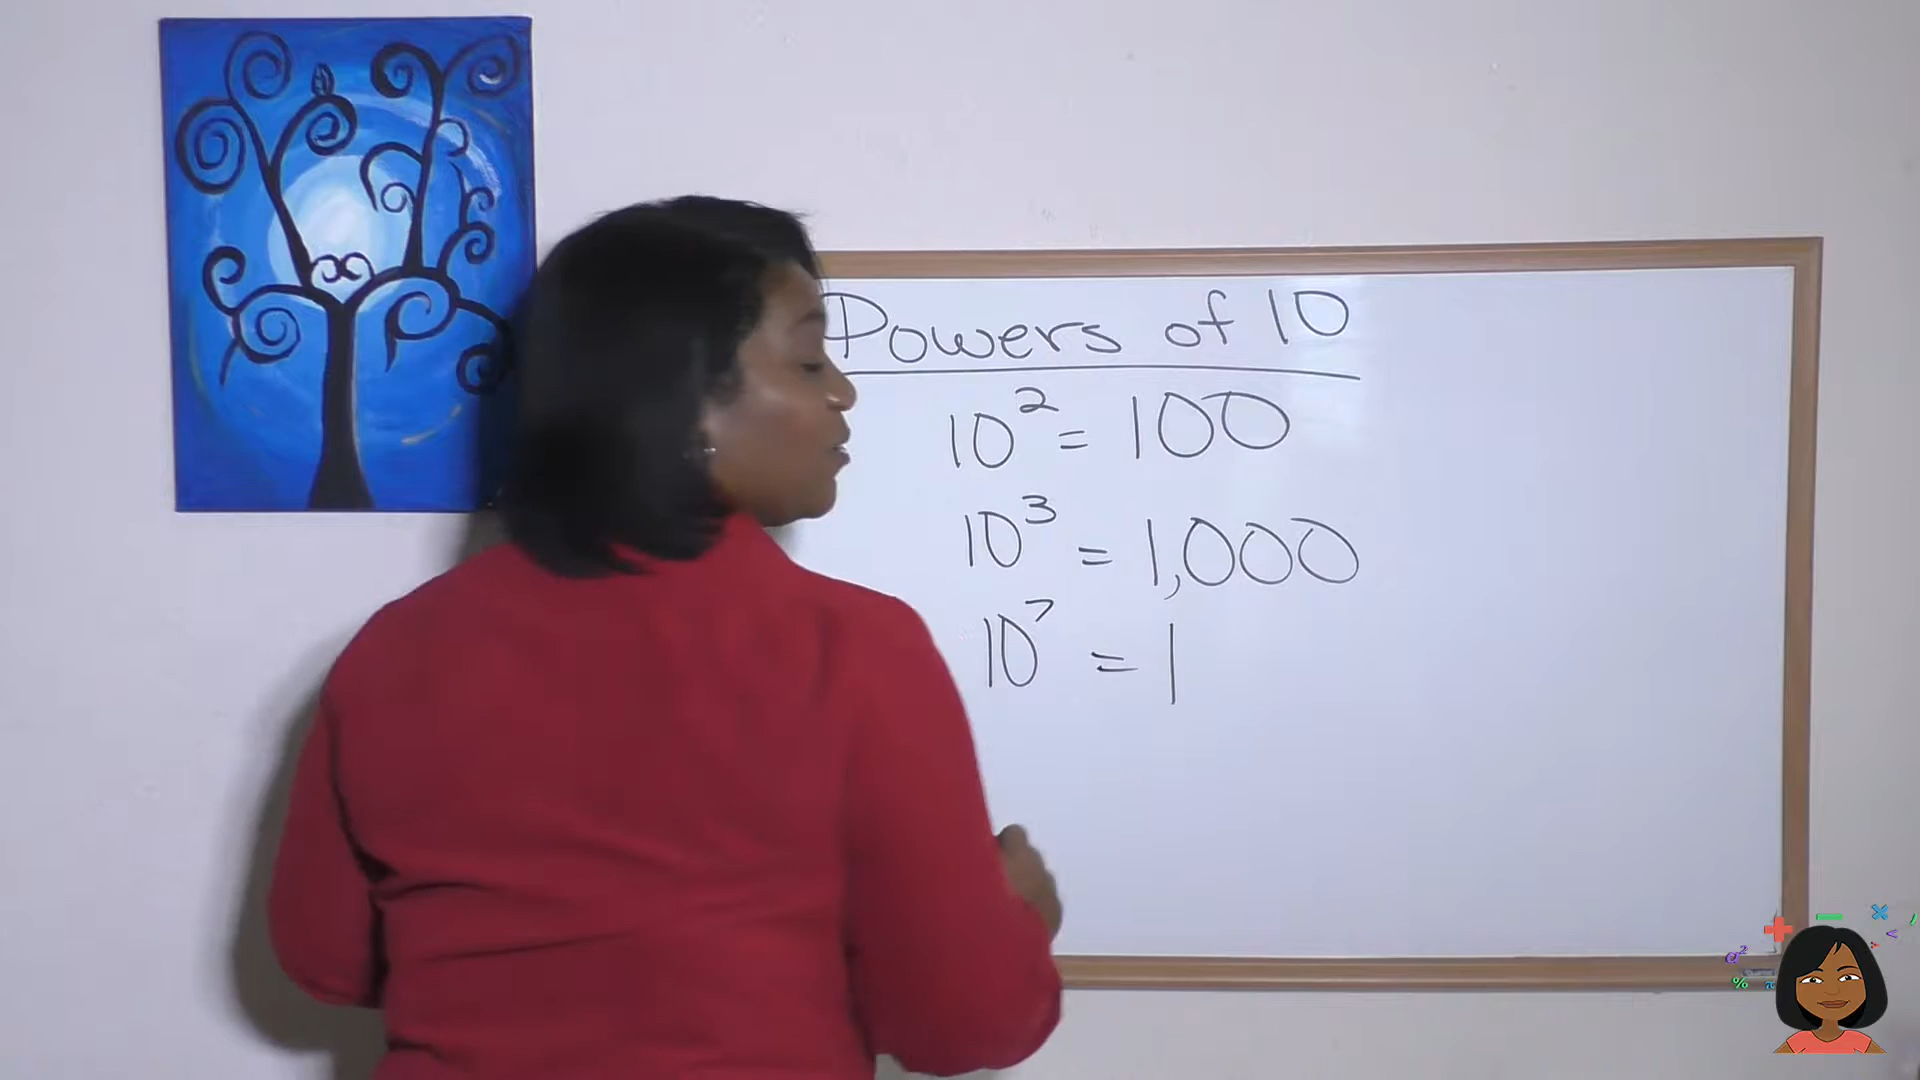 Powers of 10
10² = 100
10³ = 1,000
10⁷ = 1